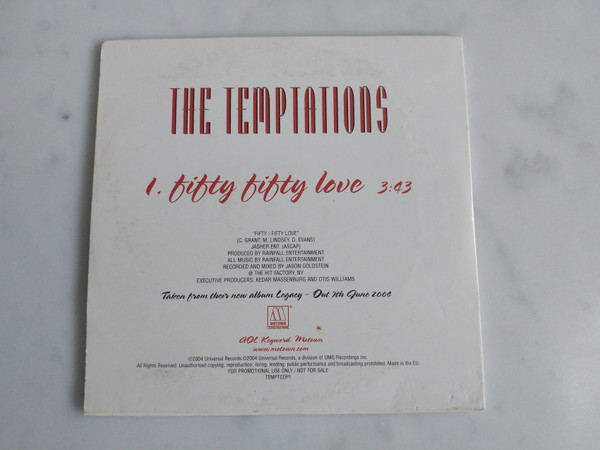 THE TEMPTATIONS
1. fifty fifty love 3:43
"FIFTY / FIFTY LOVE"
(C. GRANT, M. LINDSEY, D. EVANS)
JASHER ENT. (ASCAP)
PRODUCED BY RAINFALL ENTERTAINMENT
ALL MUSIC BY RAINFALL ENTERTAINMENT
RECORDED AND MIXED BY JASON GOLDSTEIN
@ THE HIT FACTORY, NY
EXECUTIVE PRODUCERS: KEDAR MASSENBURG AND OTIS WILLIAMS
Taken from their new album Legacy - Out 7th June 2004
M
MOTOWN
AOL Keyword: Motown
www.motown.com
℗2004 Universal Records ©2004 Universal Records, a division of UMG Recordings Inc.
All Rights Reserved. Unauthorised copying, reproduction, hiring, lending, public performance and broadcasting prohibited. Made in the EU.
FOR PROMOTIONAL USE ONLY / NOT FOR SALE
TEMPTCDP1